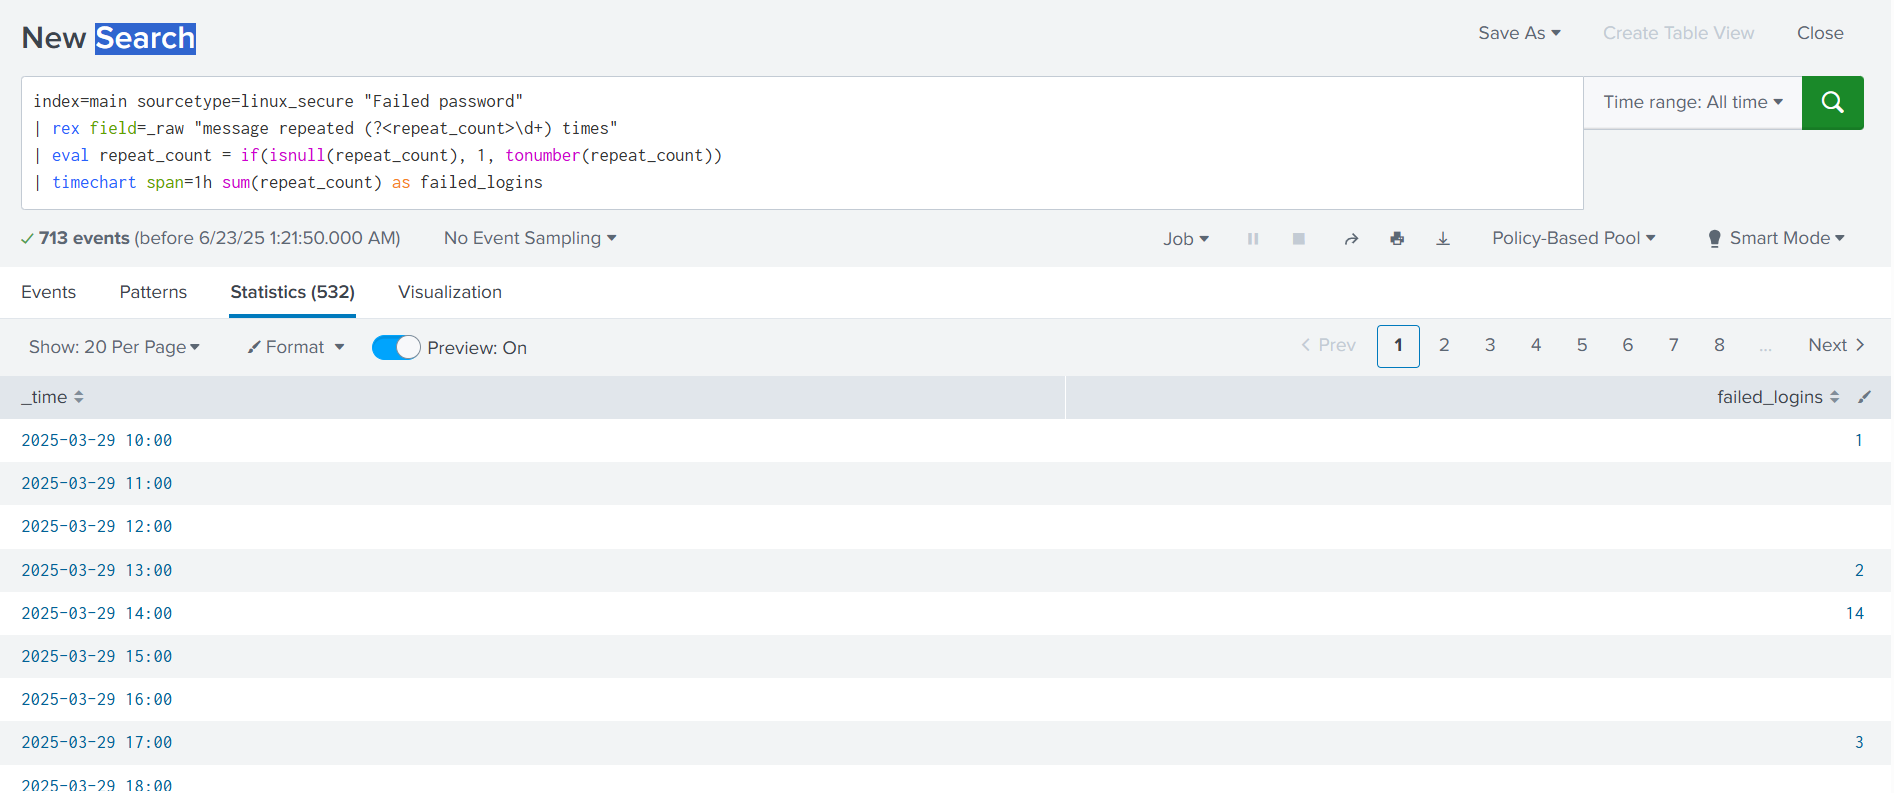 New Search
Save As Create Table View Close
index=main sourcetype=linux_secure "Failed password"
| rex field=_raw "message repeated (?<repeat_count>\d+) times"
| eval repeat_count = if(isnull(repeat_count), 1, tonumber(repeat_count))
| timechart span=1h sum(repeat_count) as failed_logins
Time range: All time
713 events (before 6/23/25 1:21:50.000 AM) No Event Sampling Job Policy-Based Pool Smart Mode
Events Patterns Statistics (532) Visualization
Show: 20 Per Page Format Preview: On < Prev 1 2 3 4 5 6 7 8 ... Next >
_time failed_logins
2025-03-29 10:00 1
2025-03-29 11:00
2025-03-29 12:00
2025-03-29 13:00 2
2025-03-29 14:00 14
2025-03-29 15:00
2025-03-29 16:00
2025-03-29 17:00 3
2025-03-29 18:00